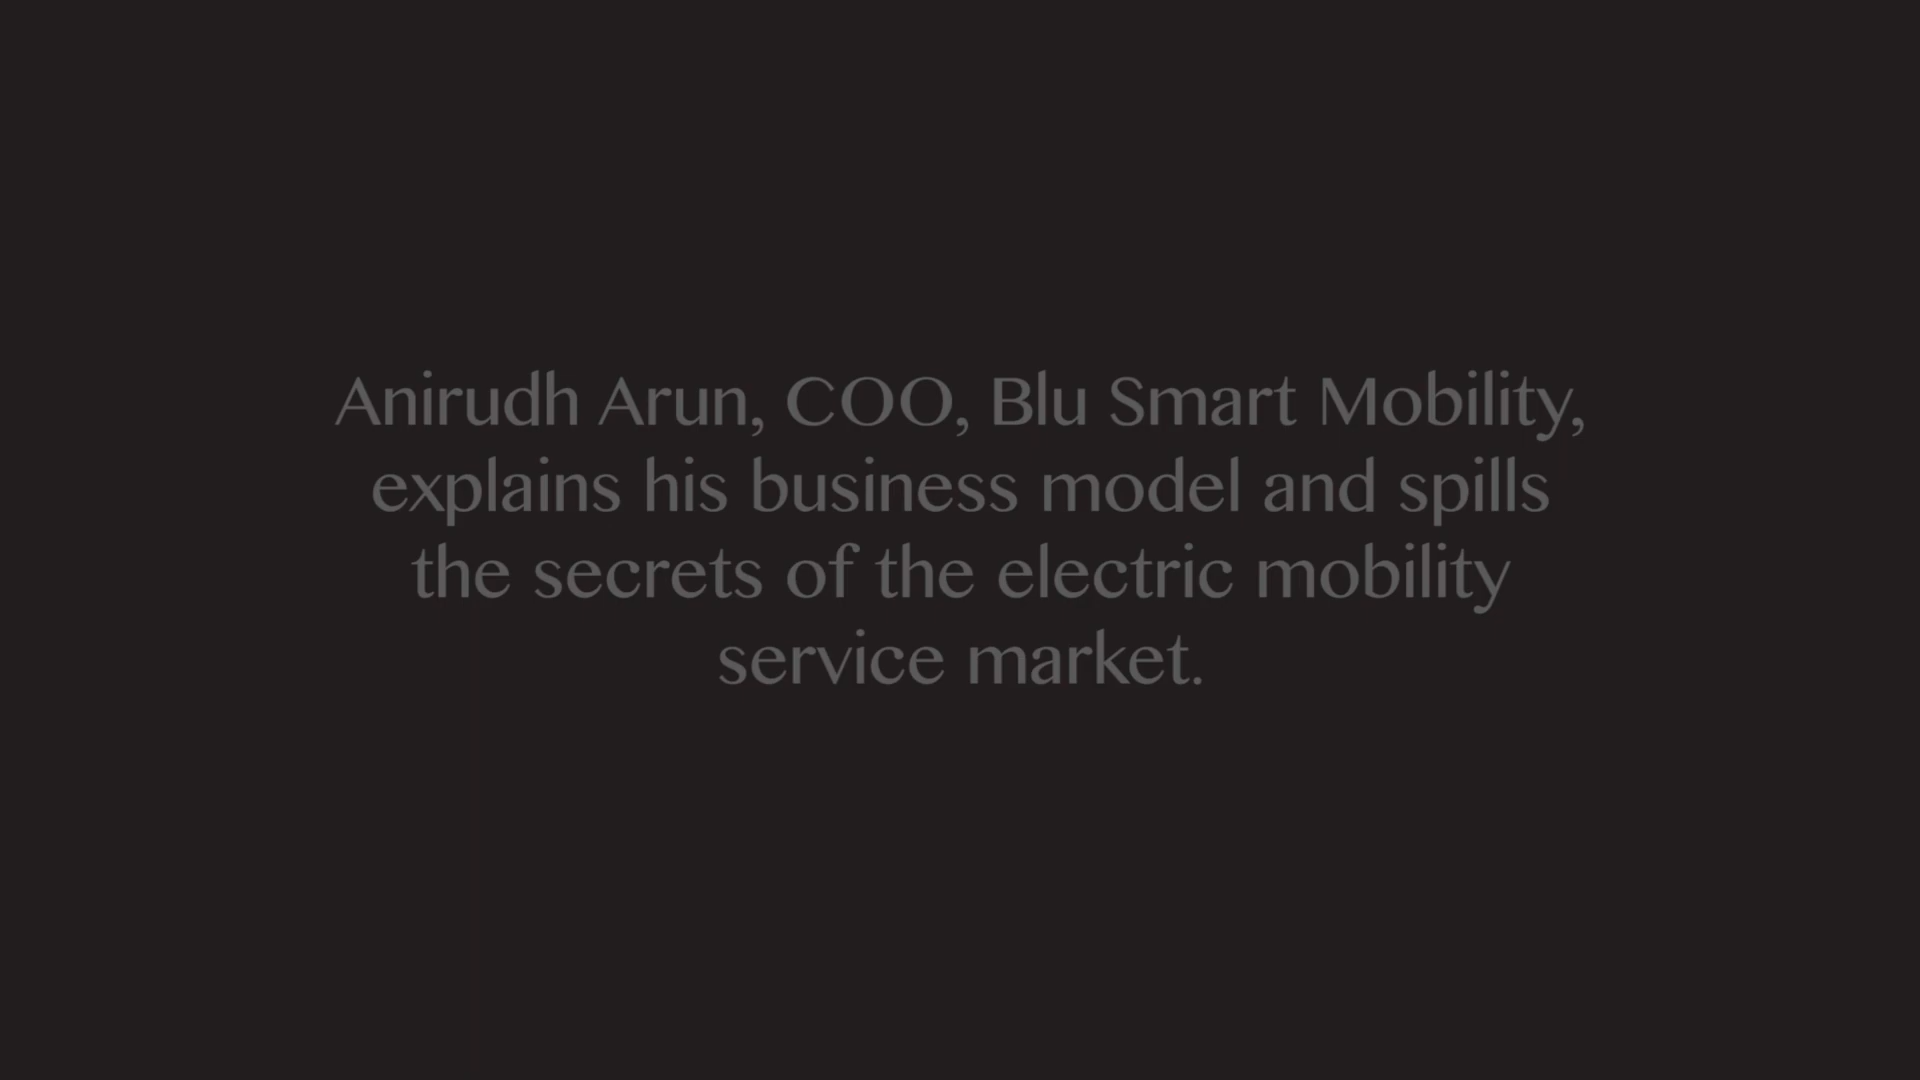 Anirudh Arun, COO, Blu Smart Mobility,
explains his business model and spills
the secrets of the electric mobility
service market.